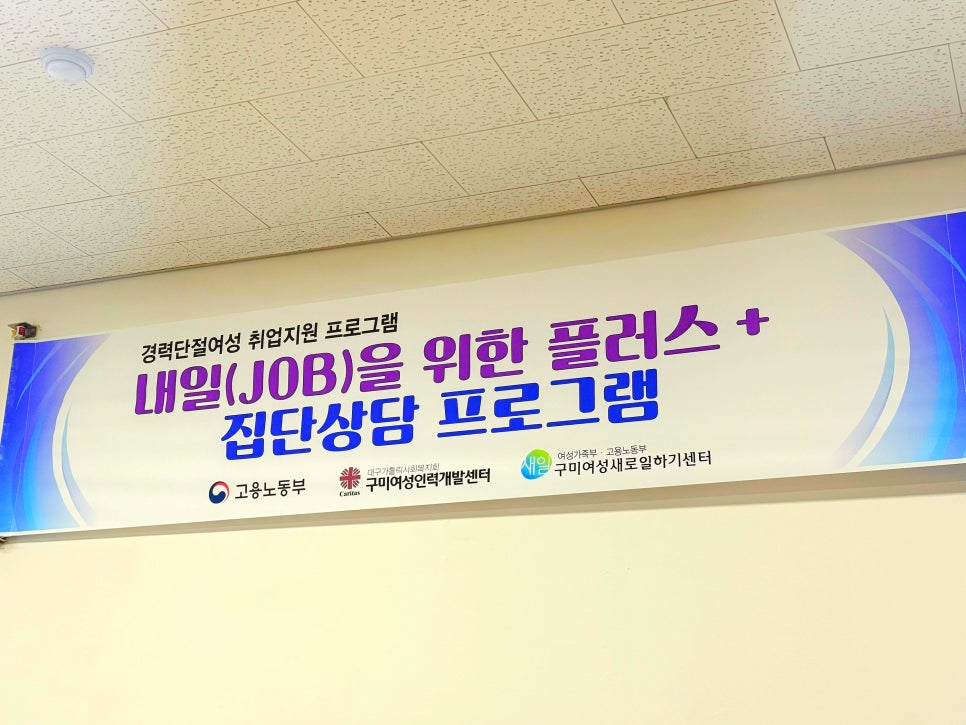 경력단절여성 취업지원 프로그램
내일(JOB)을 위한 플러스 +
집단상담 프로그램
고용노동부
Caritas
대구가톨릭사회복지회
구미여성인력개발센터
새일
여성가족부 · 고용노동부
구미여성새로일하기센터